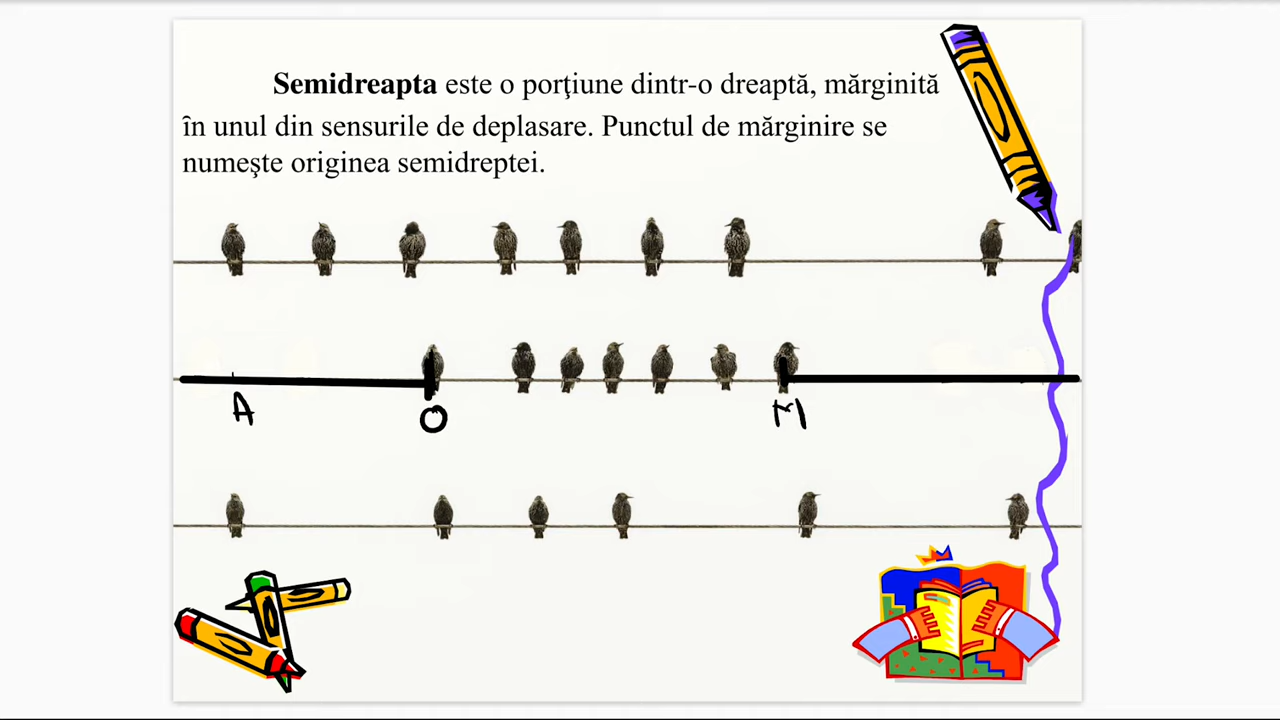 Semidreapta este o porţiune dintr-o dreaptă, mărginită
în unul din sensurile de deplasare. Punctul de mărginire se
numeşte originea semidreptei.
A O M